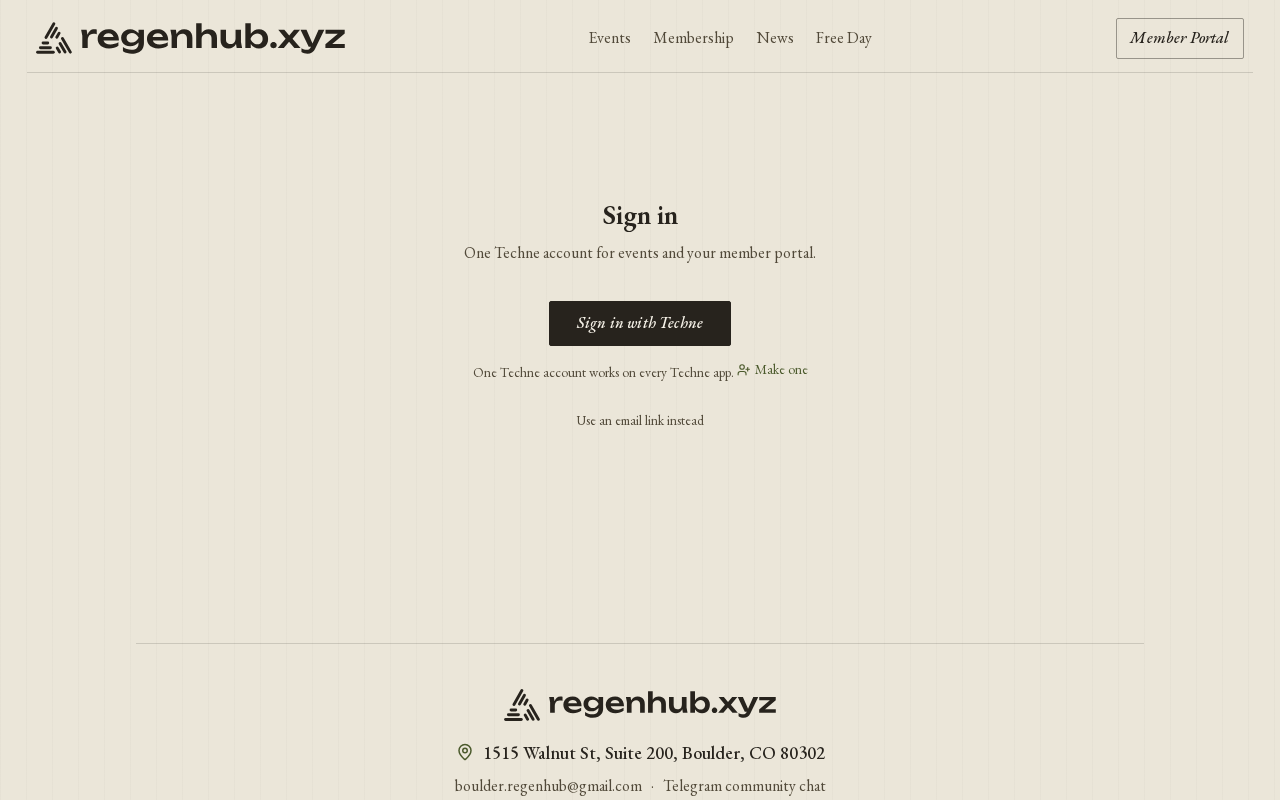 regenhub.xyz
Events
Membership
News
Free Day
Member Portal
Sign in
One Techne account for events and your member portal.
Sign in with Techne
One Techne account works on every Techne app. Make one
Use an email link instead
regenhub.xyz
1515 Walnut St, Suite 200, Boulder, CO 80302
boulder.regenhub@gmail.com · Telegram community chat